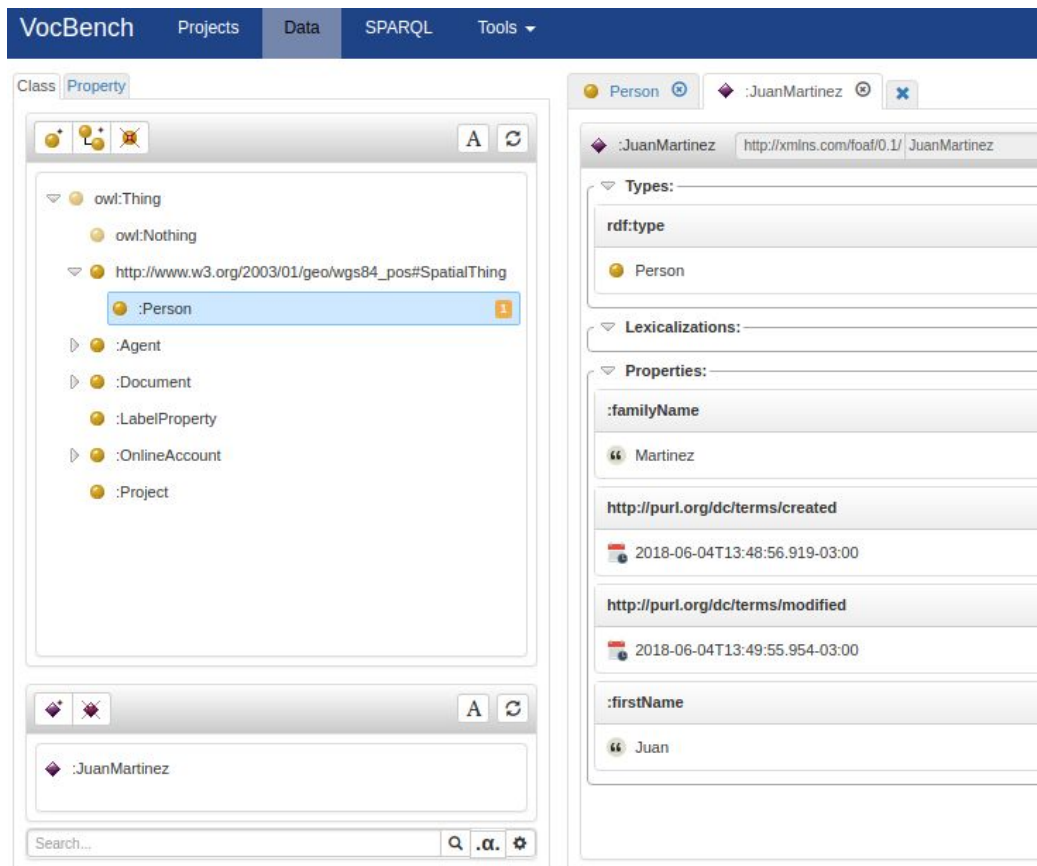 VocBench Projects Data SPARQL Tools
Class Property
A
owl:Thing
owl:Nothing
http://www.w3.org/2003/01/geo/wgs84_pos#SpatialThing
:Person 1
:Agent
:Document
:LabelProperty
:OnlineAccount
:Project
A
:JuanMartinez
Search... .α.
Person :JuanMartinez
:JuanMartinez http://xmlns.com/foaf/0.1/ JuanMartinez
Types:
rdf:type
Person
Lexicalizations:
Properties:
:familyName
Martinez
http://purl.org/dc/terms/created
2018-06-04T13:48:56.919-03:00
http://purl.org/dc/terms/modified
2018-06-04T13:49:55.954-03:00
:firstName
Juan